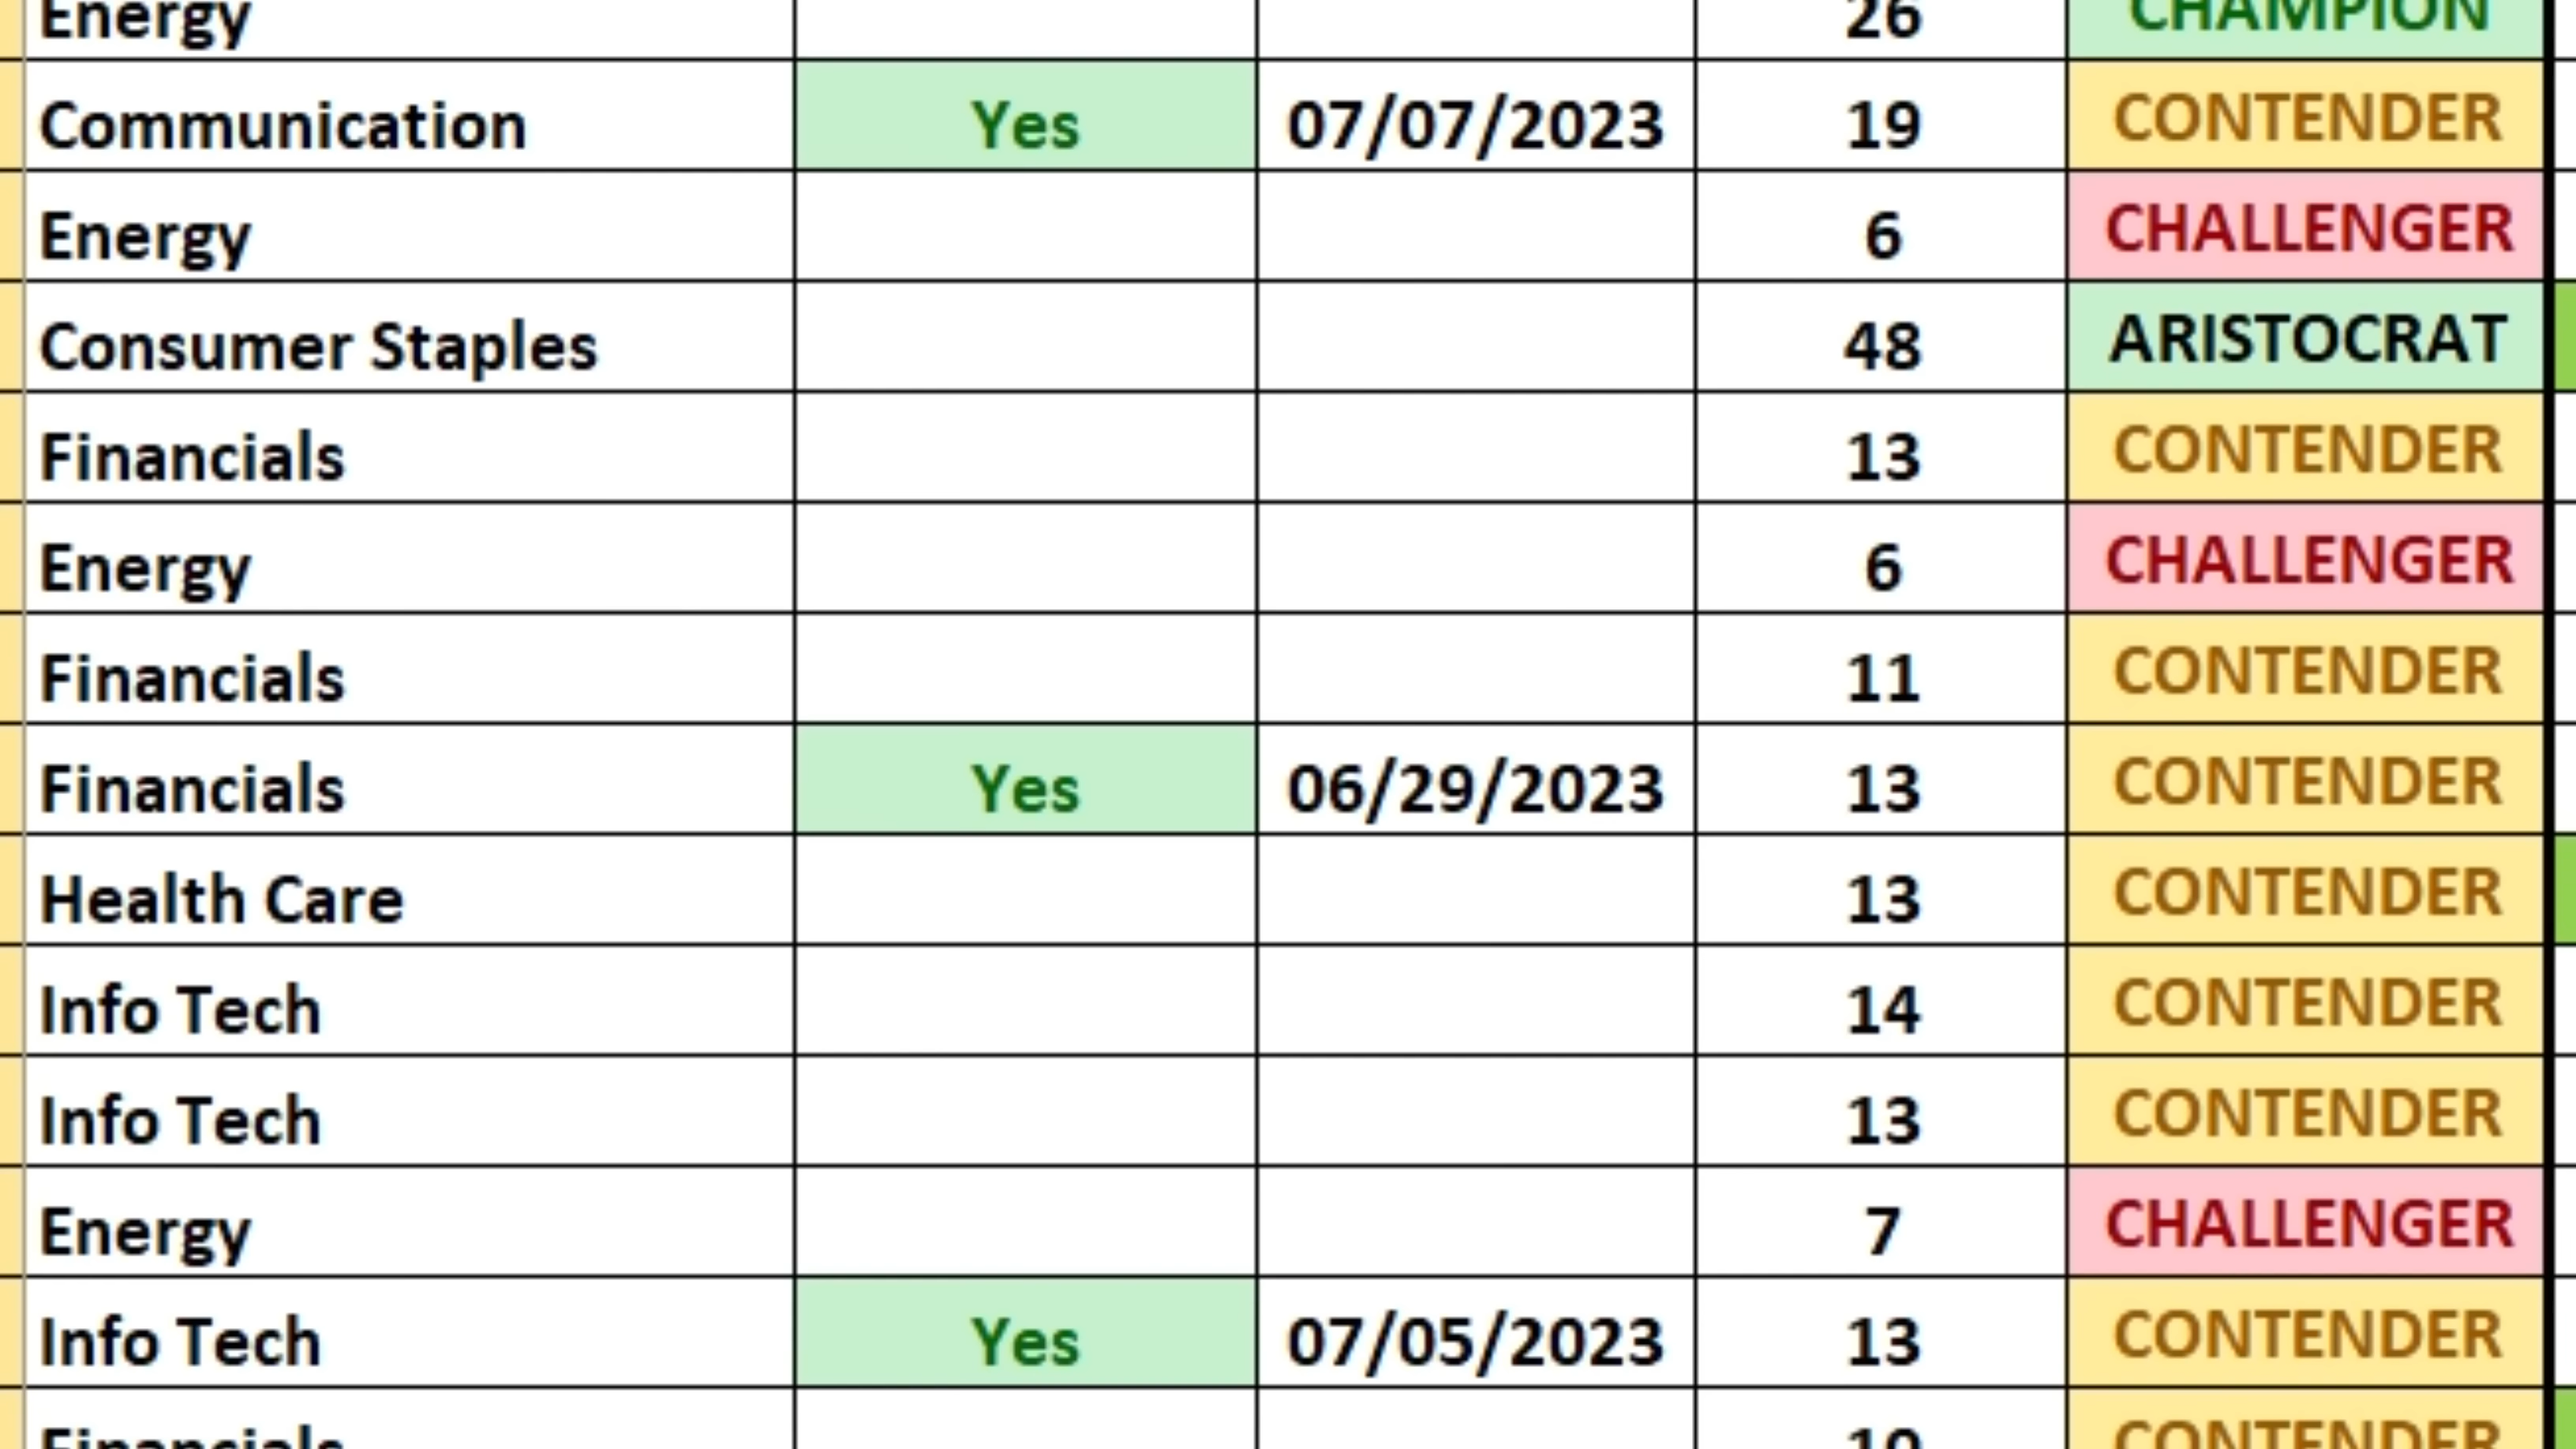 Energy 26 CHAMPION
Communication Yes 07/07/2023 19 CONTENDER
Energy 6 CHALLENGER
Consumer Staples 48 ARISTOCRAT
Financials 13 CONTENDER
Energy 6 CHALLENGER
Financials 11 CONTENDER
Financials Yes 06/29/2023 13 CONTENDER
Health Care 13 CONTENDER
Info Tech 14 CONTENDER
Info Tech 13 CONTENDER
Energy 7 CHALLENGER
Info Tech Yes 07/05/2023 13 CONTENDER
Financials CONTENDER